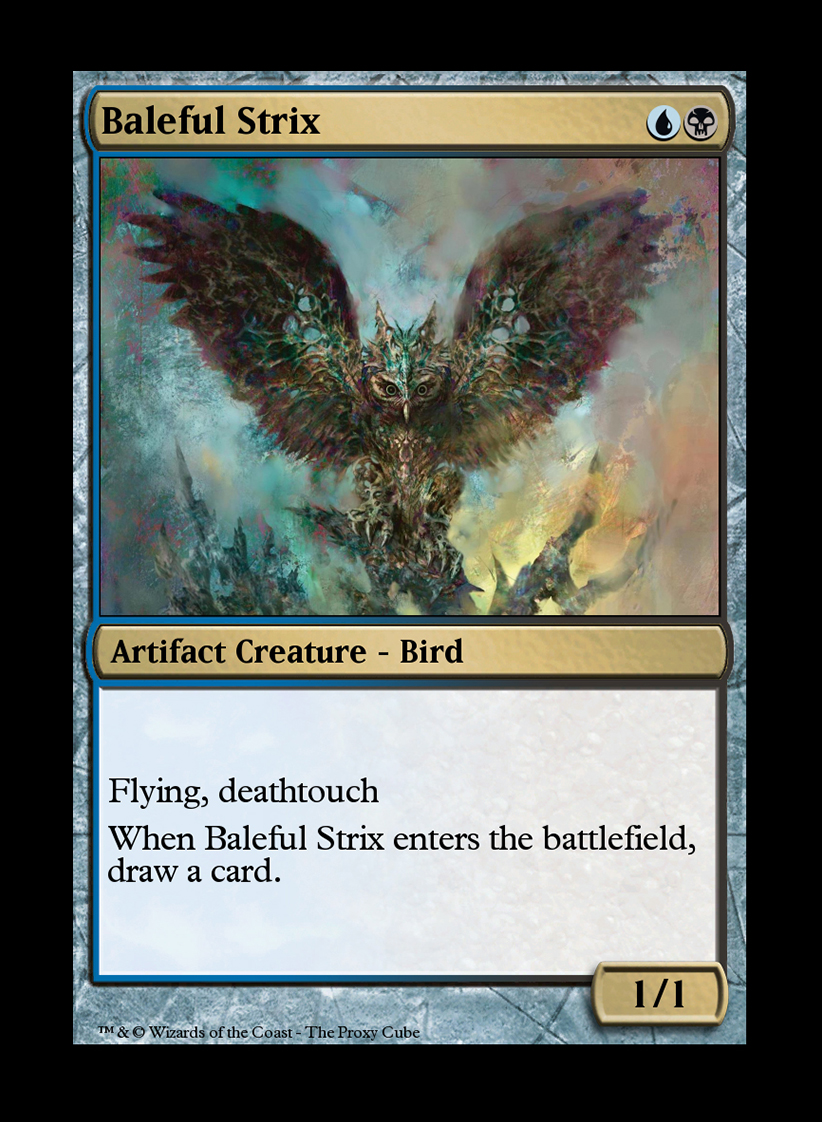 Baleful Strix
Artifact Creature - Bird
Flying, deathtouch
When Baleful Strix enters the battlefield,
draw a card.
1/1
™ & © Wizards of the Coast - The Proxy Cube